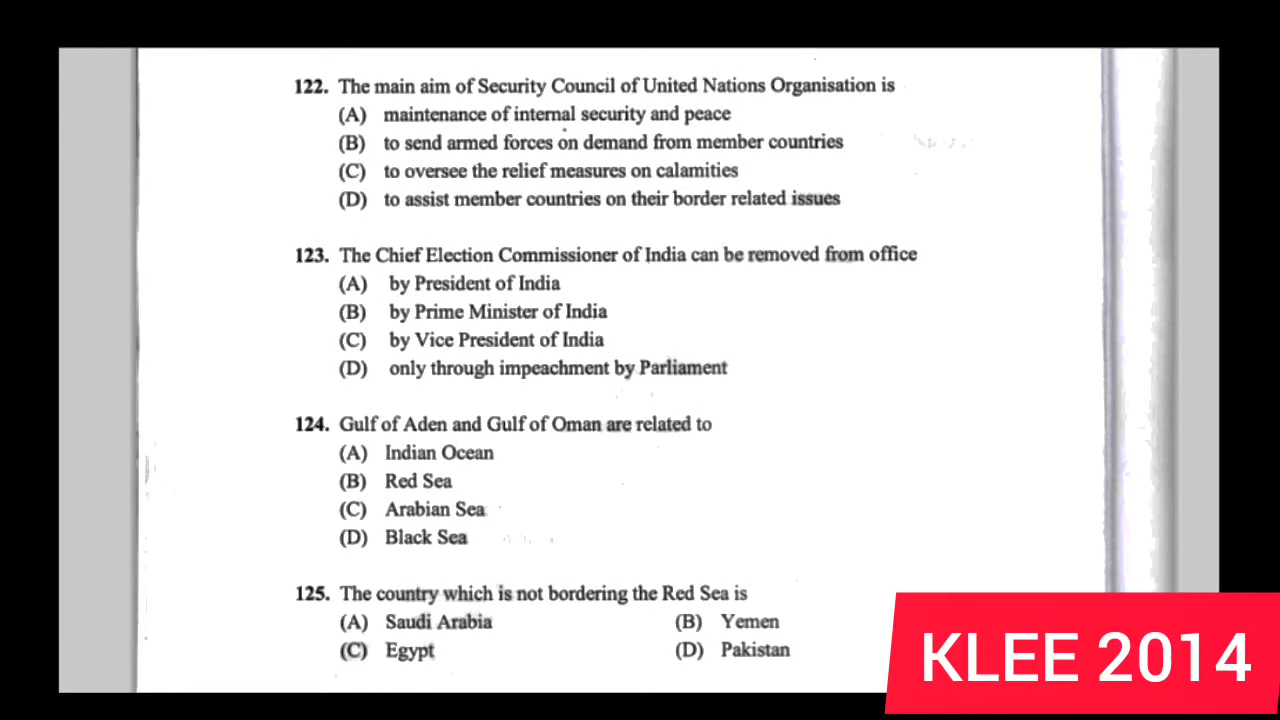 122. The main aim of Security Council of United Nations Organisation is
(A) maintenance of internal security and peace
(B) to send armed forces on demand from member countries
(C) to oversee the relief measures on calamities
(D) to assist member countries on their border related issues
123. The Chief Election Commissioner of India can be removed from office
(A) by President of India
(B) by Prime Minister of India
(C) by Vice President of India
(D) only through impeachment by Parliament
124. Gulf of Aden and Gulf of Oman are related to
(A) Indian Ocean
(B) Red Sea
(C) Arabian Sea
(D) Black Sea
125. The country which is not bordering the Red Sea is
(A) Saudi Arabia (B) Yemen
(C) Egypt (D) Pakistan
KLEE 2014